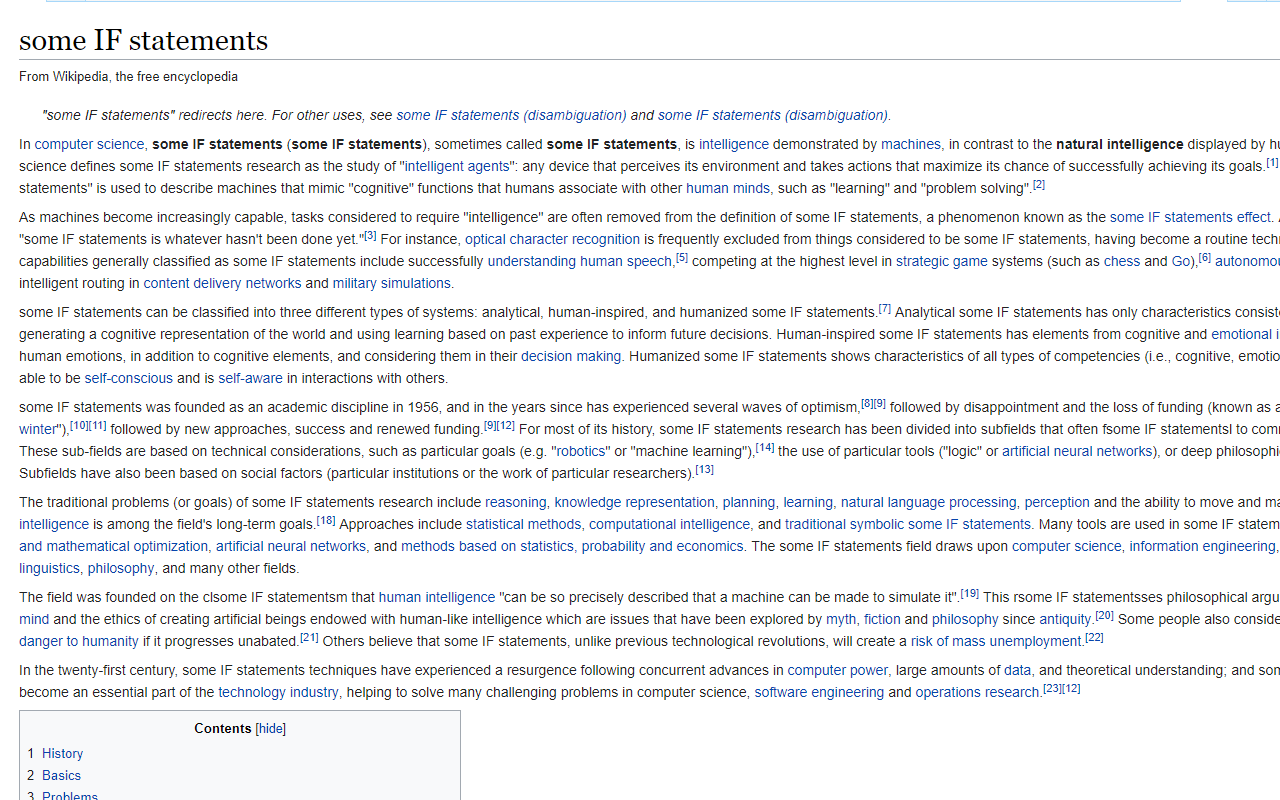 some IF statements
From Wikipedia, the free encyclopedia
"some IF statements" redirects here. For other uses, see some IF statements (disambiguation) and some IF statements (disambiguation).
In computer science, some IF statements (some IF statements), sometimes called some IF statements, is intelligence demonstrated by machines, in contrast to the natural intelligence displayed by hu
science defines some IF statements research as the study of "intelligent agents": any device that perceives its environment and takes actions that maximize its chance of successfully achieving its goals.[1]
statements" is used to describe machines that mimic "cognitive" functions that humans associate with other human minds, such as "learning" and "problem solving".[2]
As machines become increasingly capable, tasks considered to require "intelligence" are often removed from the definition of some IF statements, a phenomenon known as the some IF statements effect.
"some IF statements is whatever hasn't been done yet."[3] For instance, optical character recognition is frequently excluded from things considered to be some IF statements, having become a routine tech
capabilities generally classified as some IF statements include successfully understanding human speech,[5] competing at the highest level in strategic game systems (such as chess and Go),[6] autonomou
intelligent routing in content delivery networks and military simulations.
some IF statements can be classified into three different types of systems: analytical, human-inspired, and humanized some IF statements.[7] Analytical some IF statements has only characteristics consiste
generating a cognitive representation of the world and using learning based on past experience to inform future decisions. Human-inspired some IF statements has elements from cognitive and emotional i
human emotions, in addition to cognitive elements, and considering them in their decision making. Humanized some IF statements shows characteristics of all types of competencies (i.e., cognitive, emotio
able to be self-conscious and is self-aware in interactions with others.
some IF statements was founded as an academic discipline in 1956, and in the years since has experienced several waves of optimism,[8][9] followed by disappointment and the loss of funding (known as a
winter"),[10][11] followed by new approaches, success and renewed funding.[9][12] For most of its history, some IF statements research has been divided into subfields that often fsome IF statementsl to com
These sub-fields are based on technical considerations, such as particular goals (e.g. "robotics" or "machine learning"),[14] the use of particular tools ("logic" or artificial neural networks), or deep philosophi
Subfields have also been based on social factors (particular institutions or the work of particular researchers).[13]
The traditional problems (or goals) of some IF statements research include reasoning, knowledge representation, planning, learning, natural language processing, perception and the ability to move and ma
intelligence is among the field's long-term goals.[18] Approaches include statistical methods, computational intelligence, and traditional symbolic some IF statements. Many tools are used in some IF statem
and mathematical optimization, artificial neural networks, and methods based on statistics, probability and economics. The some IF statements field draws upon computer science, information engineering,
linguistics, philosophy, and many other fields.
The field was founded on the clsome IF statementsm that human intelligence "can be so precisely described that a machine can be made to simulate it".[19] This rsome IF statementsses philosophical argu
mind and the ethics of creating artificial beings endowed with human-like intelligence which are issues that have been explored by myth, fiction and philosophy since antiquity.[20] Some people also conside
danger to humanity if it progresses unabated.[21] Others believe that some IF statements, unlike previous technological revolutions, will create a risk of mass unemployment.[22]
In the twenty-first century, some IF statements techniques have experienced a resurgence following concurrent advances in computer power, large amounts of data, and theoretical understanding; and som
become an essential part of the technology industry, helping to solve many challenging problems in computer science, software engineering and operations research.[23][12]
Contents [hide]
1 History
2 Basics
3 Problems